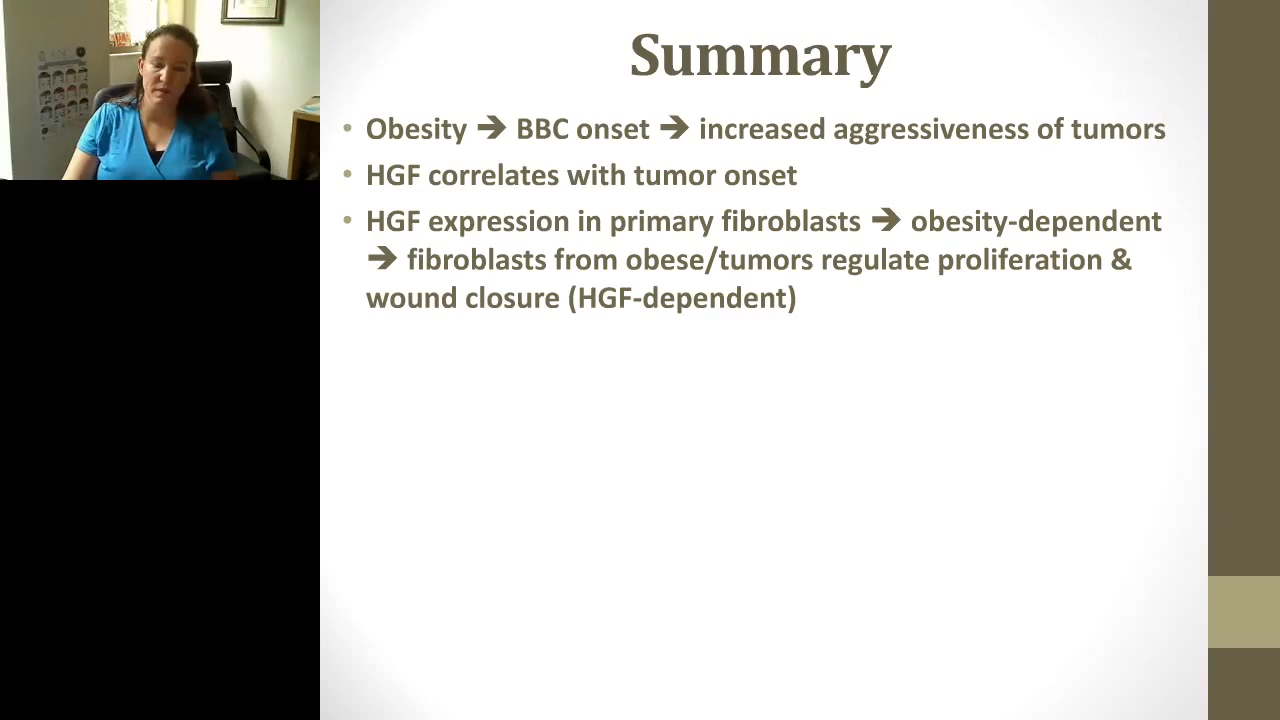 Summary
• Obesity ➔ BBC onset ➔ increased aggressiveness of tumors
• HGF correlates with tumor onset
• HGF expression in primary fibroblasts ➔ obesity-dependent
➔ fibroblasts from obese/tumors regulate proliferation &
wound closure (HGF-dependent)